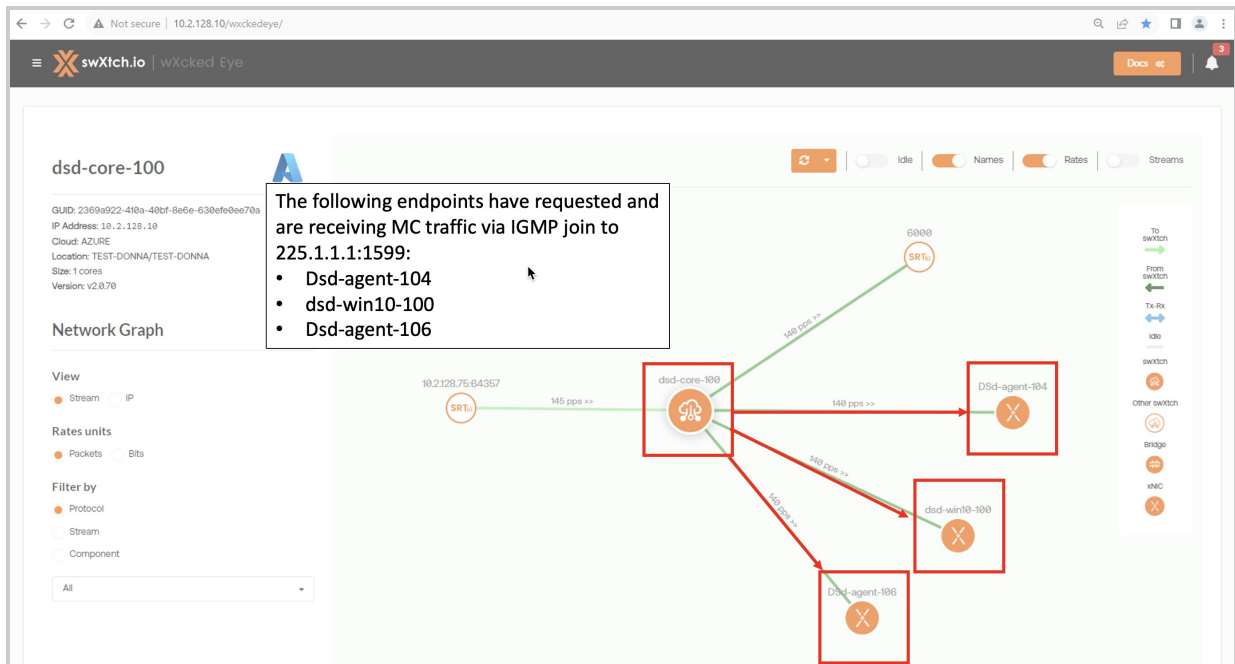 Not secure | 10.2.128.10/wxckedeye/
swXtch.io | wXcked Eye
Docs
3
dsd-core-100
GUID: 2369a922-410a-40bf-8e6e-630efe0ee70a
IP Address: 10.2.128.10
Cloud: AZURE
Location: TEST-DONNA/TEST-DONNA
Size: 1 cores
Version: v2.0.70
Network Graph
View
Stream
IP
Rates units
Packets
Bits
Filter by
Protocol
Stream
Component
All
Idle
Names
Rates
Streams
The following endpoints have requested and
are receiving MC traffic via IGMP join to
225.1.1.1:1599:
• Dsd-agent-104
• dsd-win10-100
• Dsd-agent-106
6000
SRT
140 pps >>
10.2.128.75:64357
SRT
145 pps >>
dsd-core-100
140 pps >>
DSd-agent-104
140 pps >>
dsd-win10-100
140 pps >>
DSd-agent-106
To
swXtch
From
swXtch
Tx-Rx
Idle
swXtch
Other swXtch
Bridge
xNIC